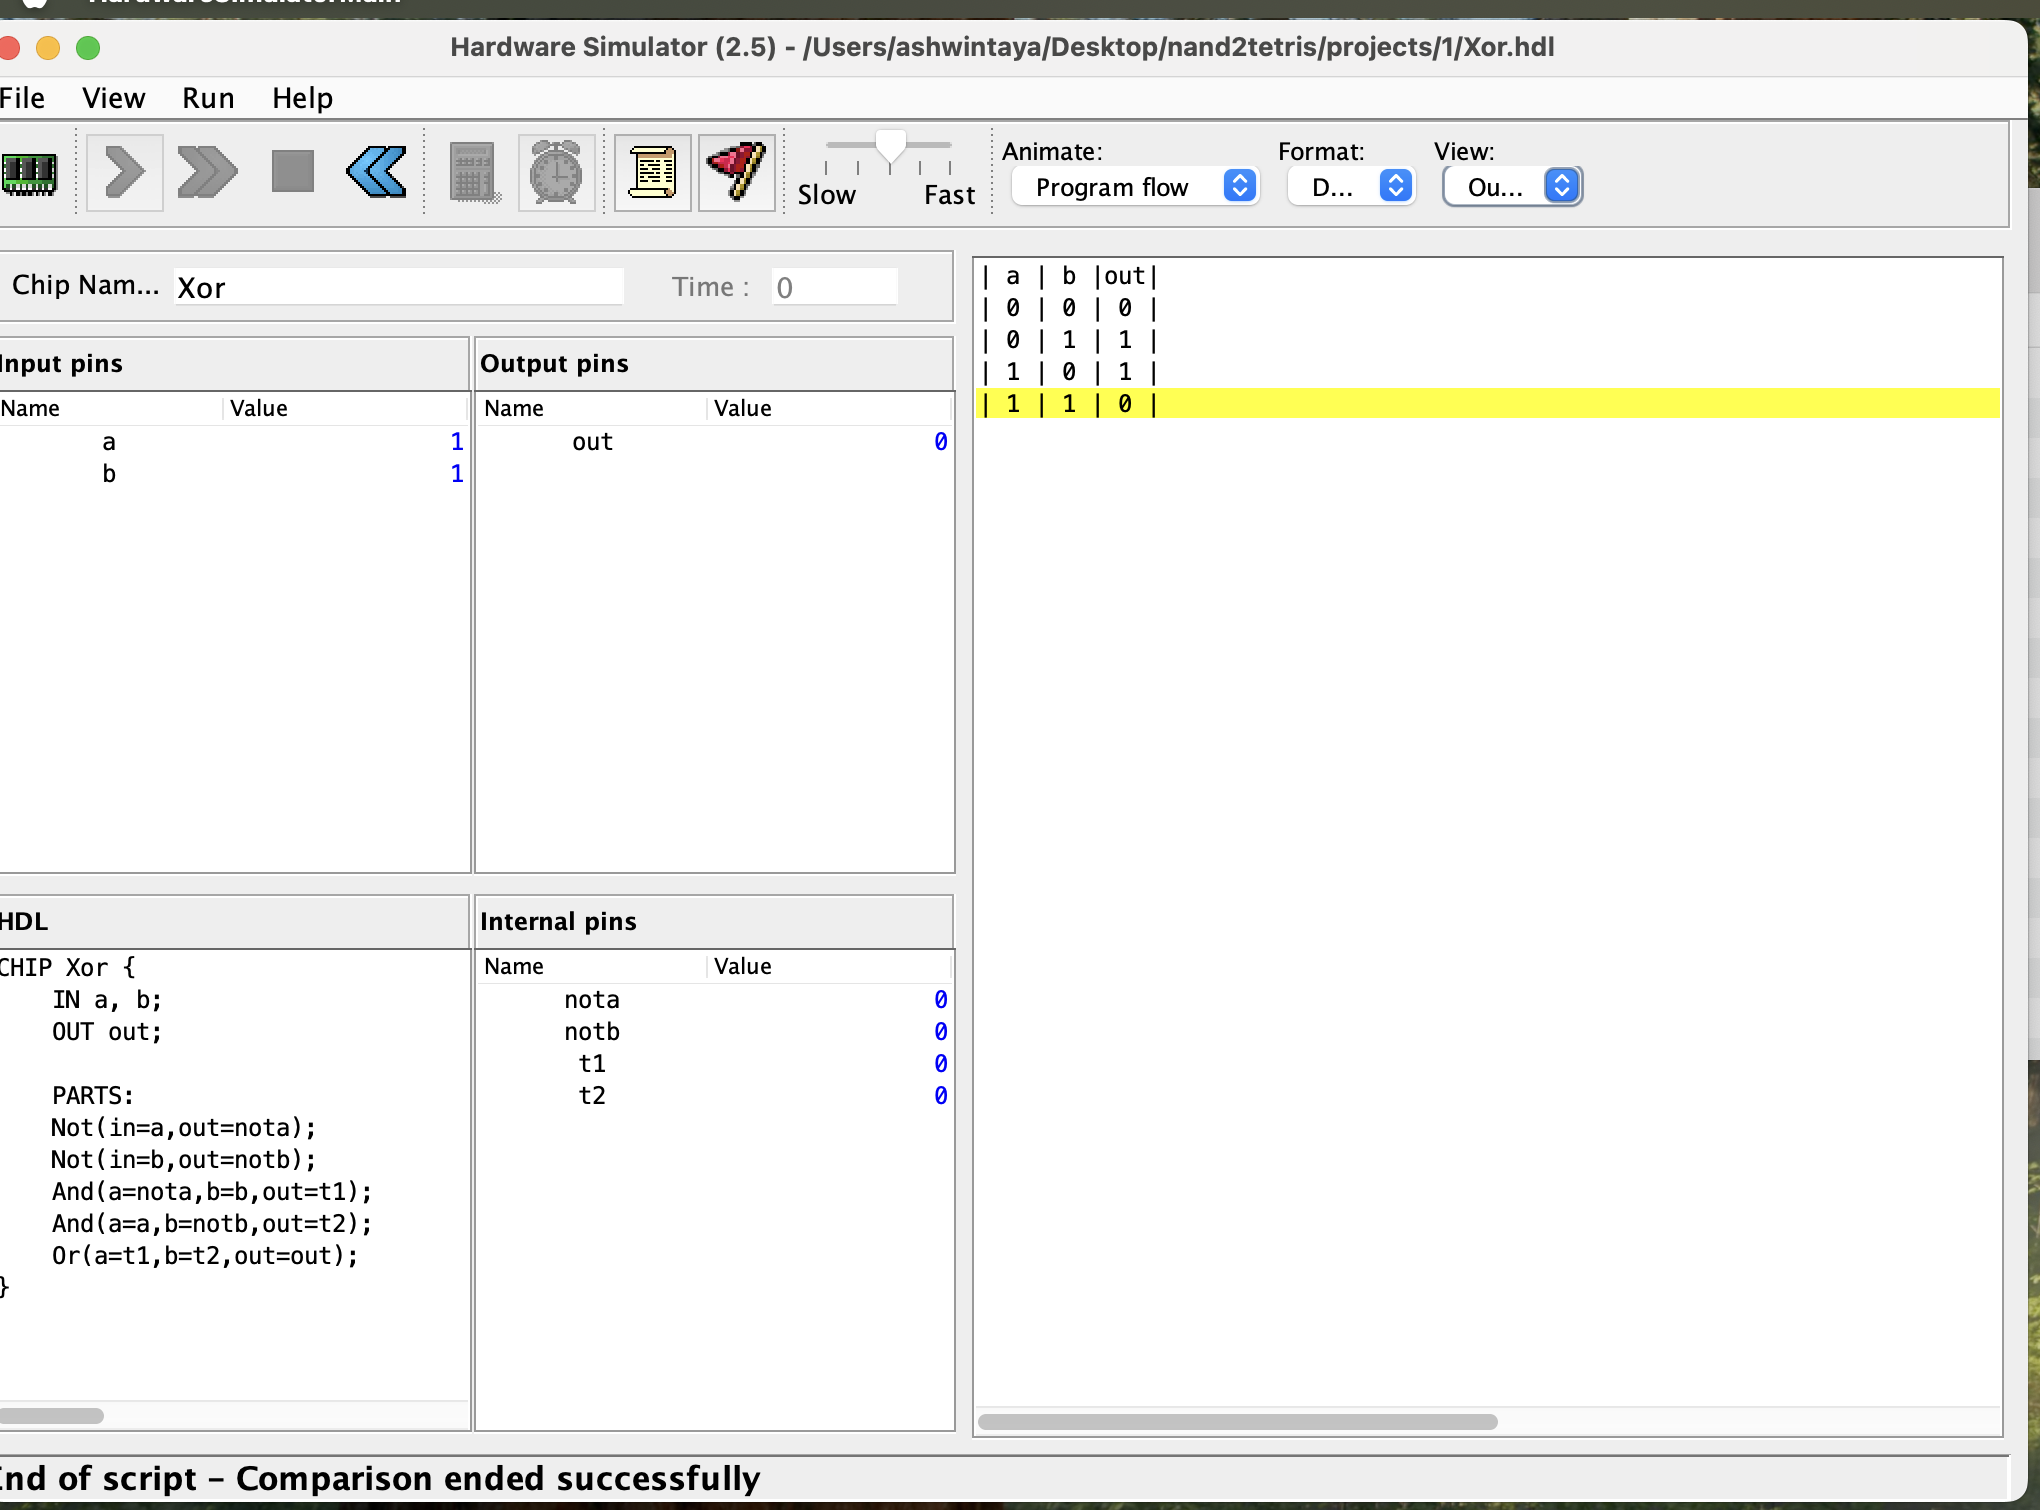 Hardware Simulator (2.5) - /Users/ashwintaya/Desktop/nand2tetris/projects/1/Xor.hdl
File View Run Help
Slow Fast
Animate: Format: View:
Program flow D... Ou...
Chip Nam... Xor Time : 0
Input pins
Name Value
a 1
b 1
Output pins
Name Value
out 0
| a | b |out|
| 0 | 0 | 0 |
| 0 | 1 | 1 |
| 1 | 0 | 1 |
| 1 | 1 | 0 |
HDL
CHIP Xor {
IN a, b;
OUT out;
PARTS:
Not(in=a,out=nota);
Not(in=b,out=notb);
And(a=nota,b=b,out=t1);
And(a=a,b=notb,out=t2);
Or(a=t1,b=t2,out=out);
}
Internal pins
Name Value
nota 0
notb 0
t1 0
t2 0
End of script – Comparison ended successfully